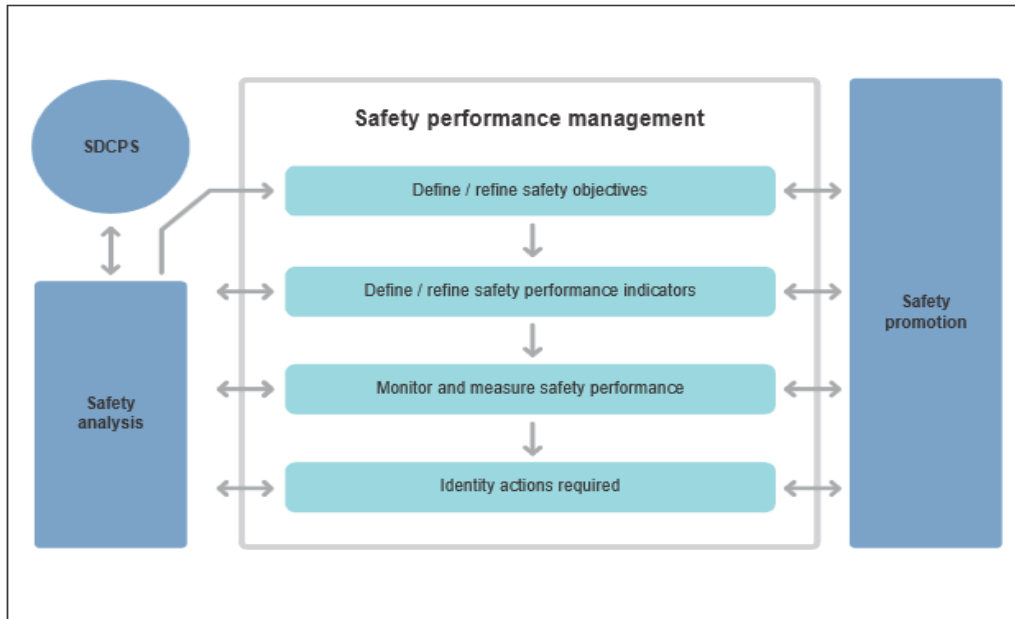 Safety performance management
SDCPS
Define / refine safety objectives
Define / refine safety performance indicators
Safety
promotion
Monitor and measure safety performance
Safety
analysis
Identity actions required